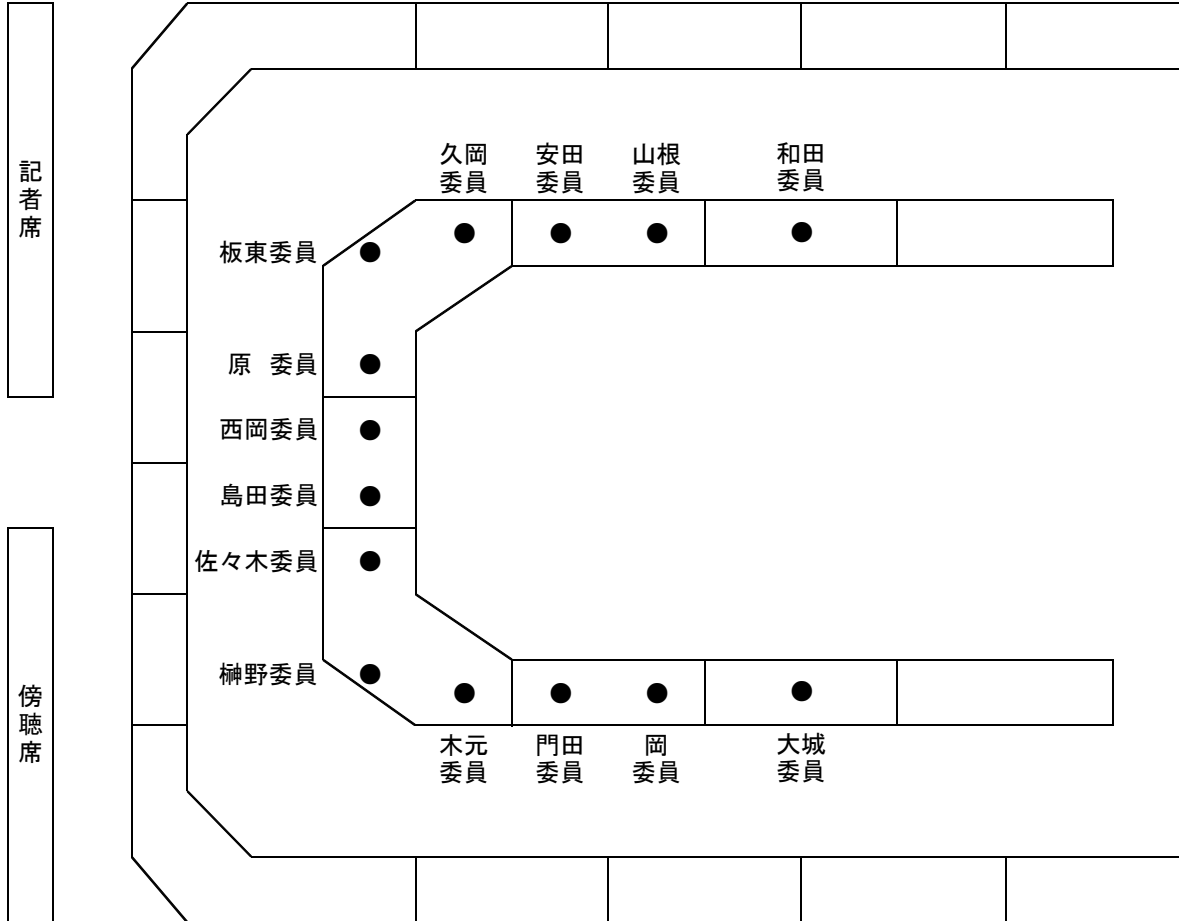 記者席
久岡
委員
安田
委員
山根
委員
和田
委員
板東委員
原 委員
西岡委員
島田委員
佐々木委員
榊野委員
木元
委員
門田
委員
岡
委員
大城
委員
傍聴席